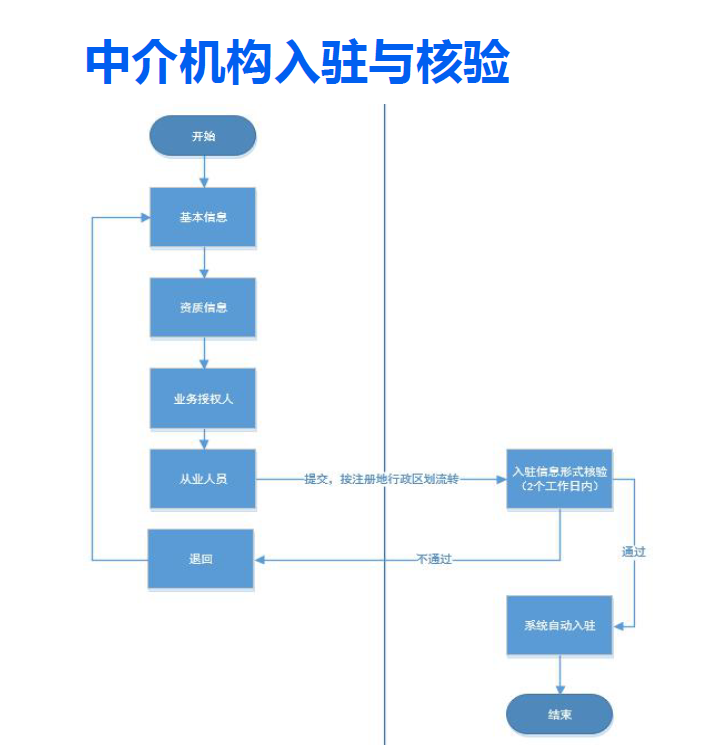 中介机构入驻与核验
开始
基本信息
资质信息
业务授权人
从业人员
提交，按注册地行政区划流转
入驻信息形式核验
（2个工作日内）
退回
不通过
通过
系统自动入驻
结束